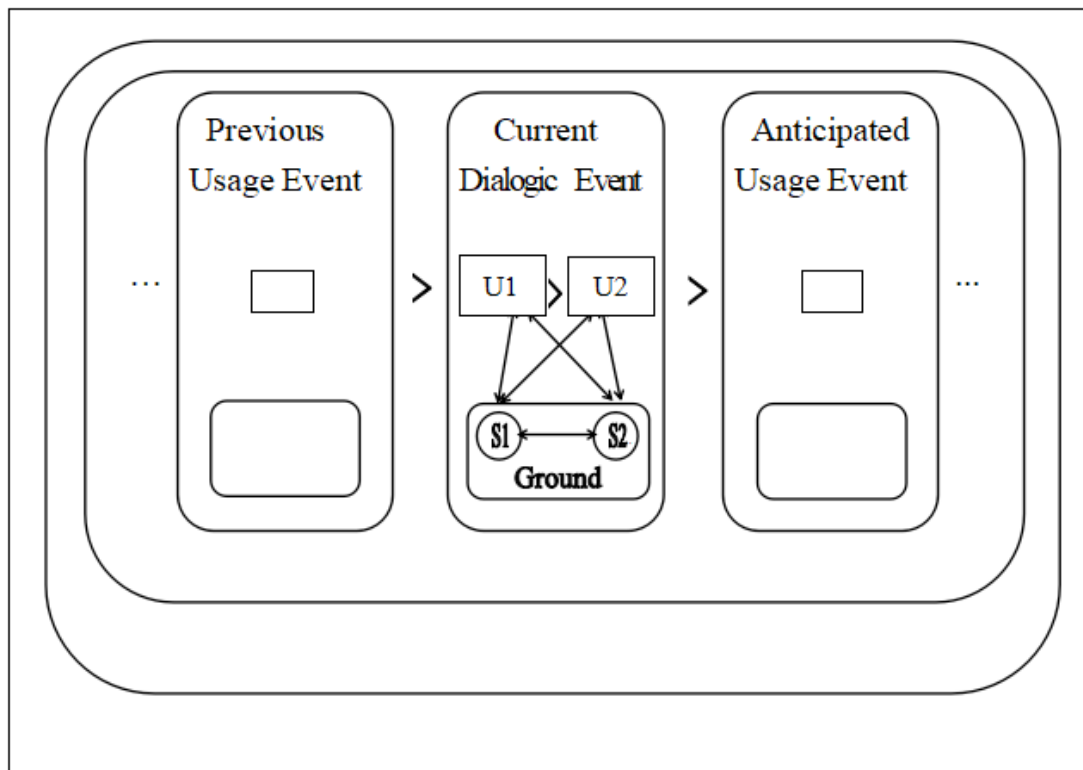 Previous
Usage Event
Current
Dialogic Event
Anticipated
Usage Event
...
>
U1
>
U2
>
...
S1
S2
Ground